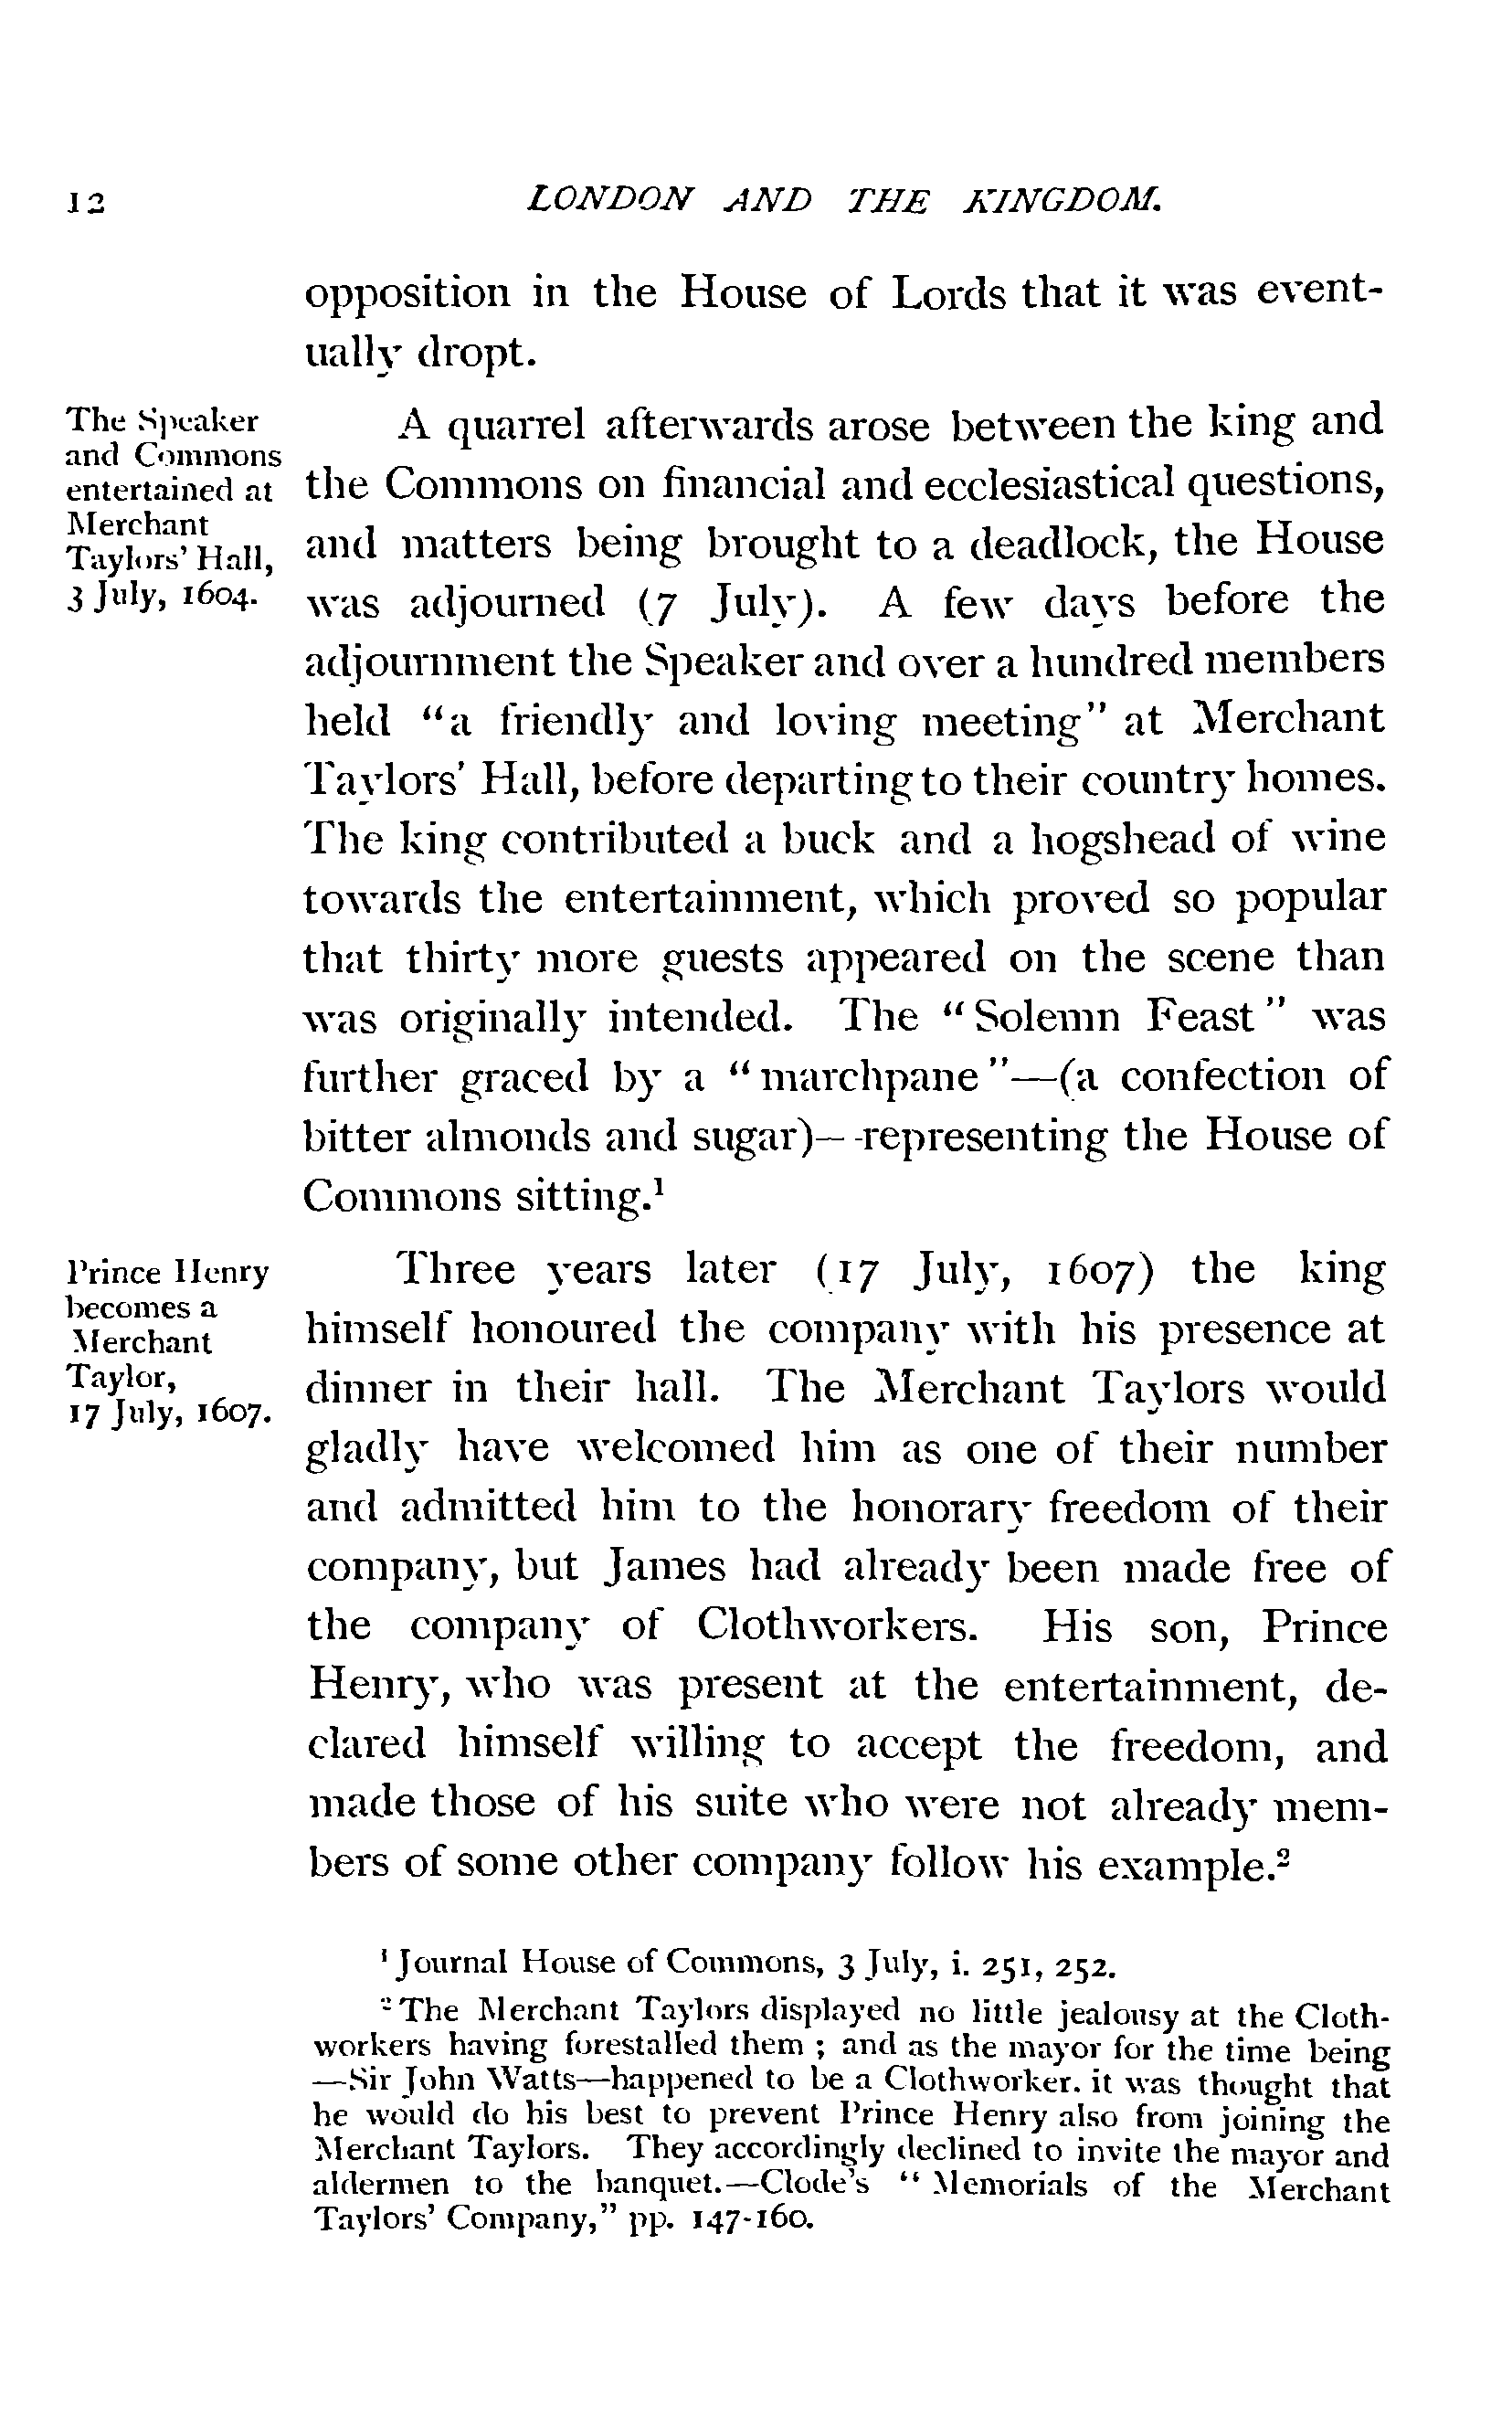 12 LONDON AND THE KINGDOM.
opposition in the House of Lords that it was event-
ually dropt.
The Speaker
and Commons
entertained at
Merchant
Taylors' Hall,
3 July, 1604.
A quarrel afterwards arose between the king and
the Commons on financial and ecclesiastical questions,
and matters being brought to a deadlock, the House
was adjourned (7 July). A few days before the
adjournment the Speaker and over a hundred members
held "a friendly and loving meeting" at Merchant
Taylors' Hall, before departing to their country homes.
The king contributed a buck and a hogshead of wine
towards the entertainment, which proved so popular
that thirty more guests appeared on the scene than
was originally intended. The "Solemn Feast" was
further graced by a "marchpane"—(a confection of
bitter almonds and sugar)—representing the House of
Commons sitting.¹
Prince Henry
becomes a
Merchant
Taylor,
17 July, 1607.
Three years later (17 July, 1607) the king
himself honoured the company with his presence at
dinner in their hall. The Merchant Taylors would
gladly have welcomed him as one of their number
and admitted him to the honorary freedom of their
company, but James had already been made free of
the company of Clothworkers. His son, Prince
Henry, who was present at the entertainment, de-
clared himself willing to accept the freedom, and
made those of his suite who were not already mem-
bers of some other company follow his example.²
¹ Journal House of Commons, 3 July, i. 251, 252.
² The Merchant Taylors displayed no little jealousy at the Cloth-
workers having forestalled them ; and as the mayor for the time being
—Sir John Watts—happened to be a Clothworker. it was thought that
he would do his best to prevent Prince Henry also from joining the
Merchant Taylors. They accordingly declined to invite the mayor and
aldermen to the banquet.—Clode's "Memorials of the Merchant
Taylors' Company," pp. 147-160.